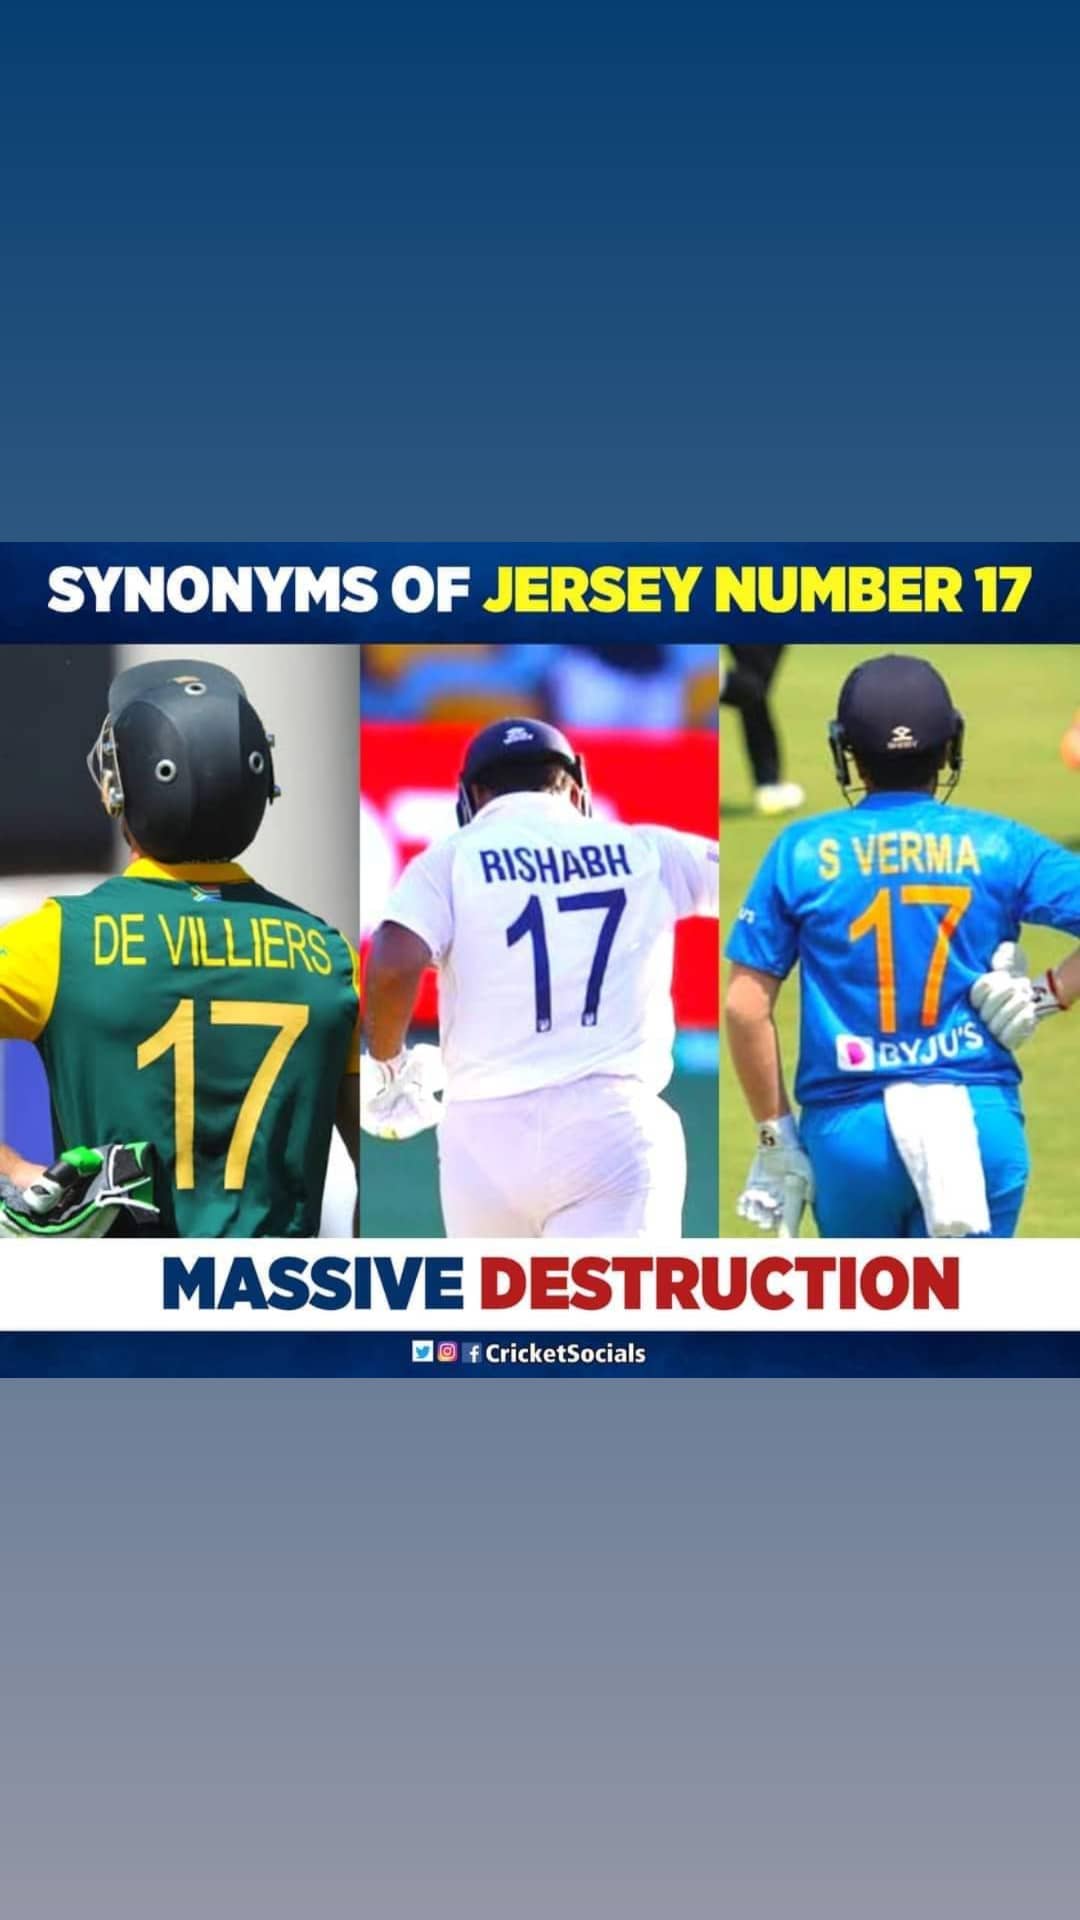 SYNONYMS OF JERSEY NUMBER 17
DE VILLIERS
17
RISHABH
17
S VERMA
17
BYJU'S
MASSIVE DESTRUCTION
CricketSocials